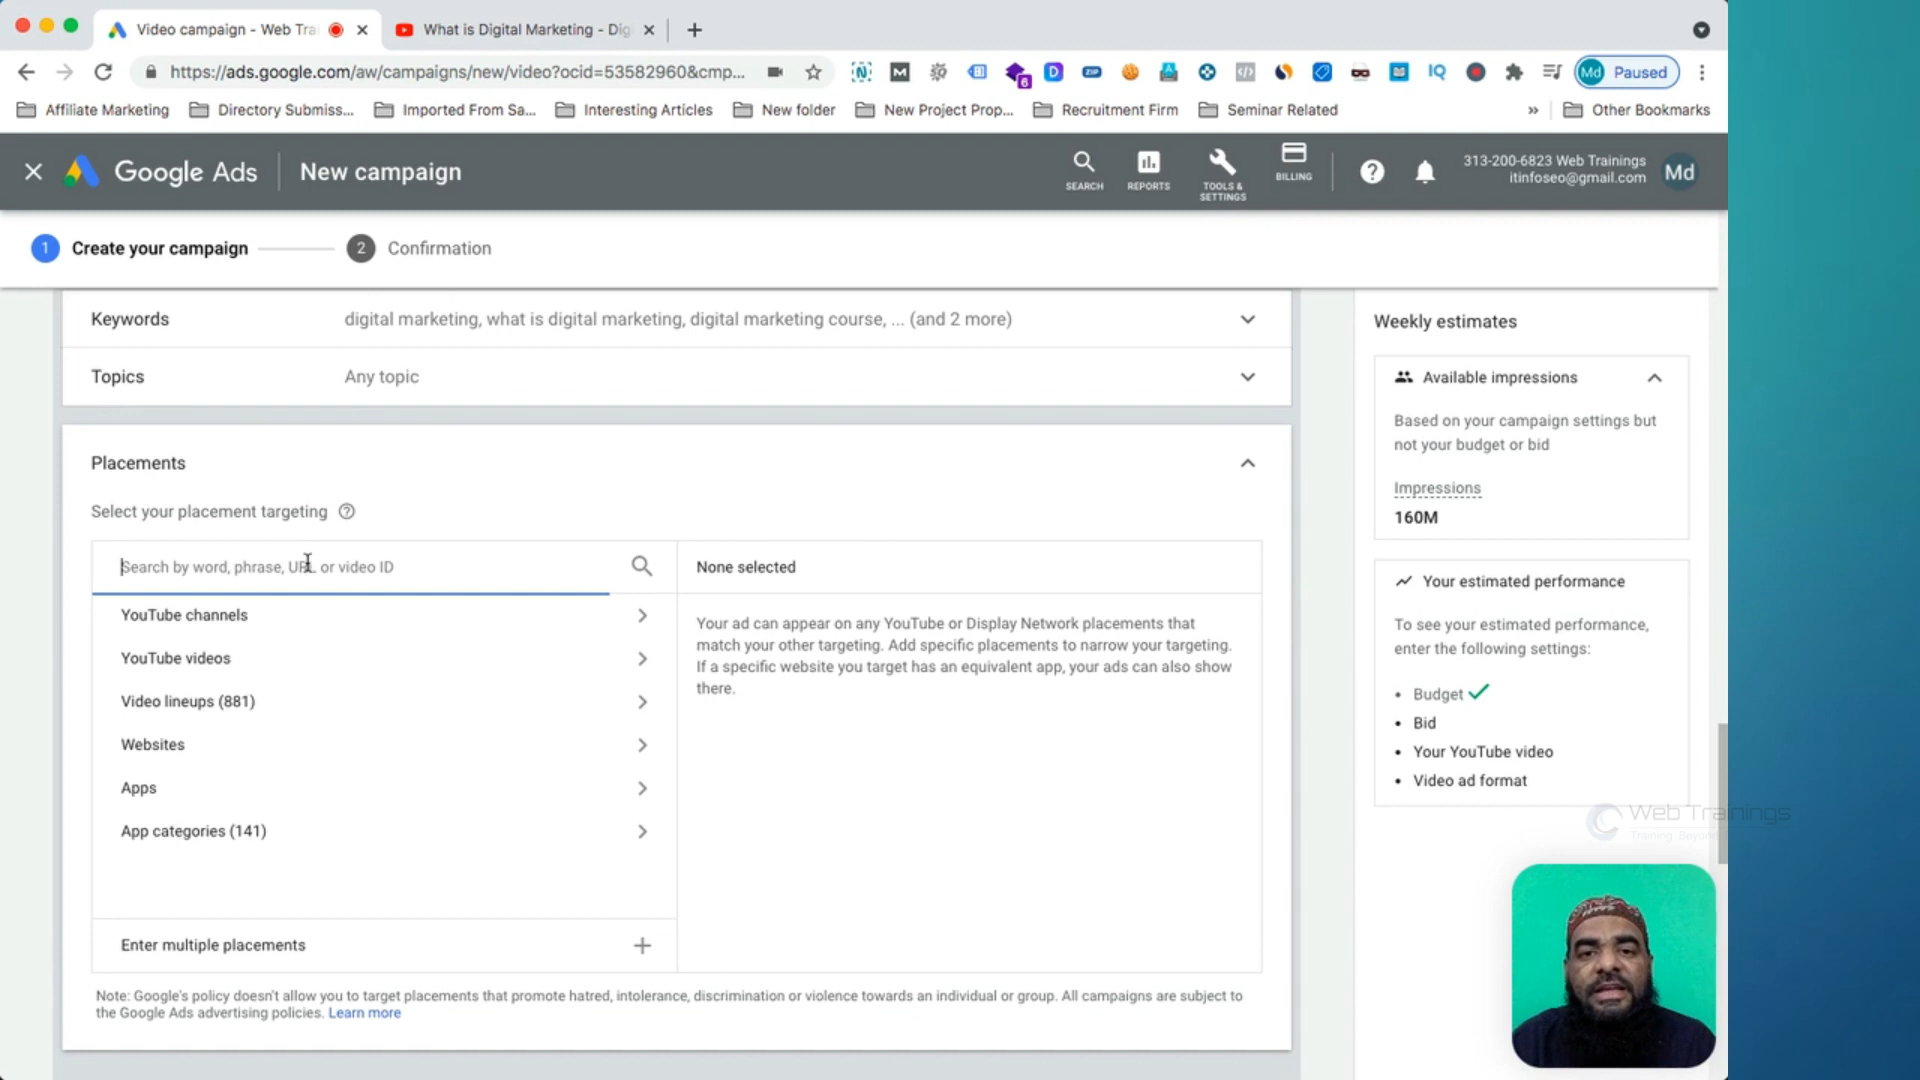 Video campaign - Web Tra
What is Digital Marketing - Dig
https://ads.google.com/aw/campaigns/new/video?ocid=53582960&cmp...
6
D
ZIP
IQ
Md Paused
Affiliate Marketing
Directory Submiss...
Imported From Sa...
Interesting Articles
New folder
New Project Prop...
Recruitment Firm
Seminar Related
»
Other Bookmarks
Google Ads
New campaign
SEARCH
REPORTS
TOOLS &
SETTINGS
BILLING
313-200-6823 Web Trainings
itinfoseo@gmail.com
Md
1 Create your campaign
2 Confirmation
Keywords
digital marketing, what is digital marketing, digital marketing course, ... (and 2 more)
Topics
Any topic
Placements
Select your placement targeting
Search by word, phrase, URL or video ID
YouTube channels
YouTube videos
Video lineups (881)
Websites
Apps
App categories (141)
Enter multiple placements
None selected
Your ad can appear on any YouTube or Display Network placements that
match your other targeting. Add specific placements to narrow your targeting.
If a specific website you target has an equivalent app, your ads can also show
there.
Note: Google's policy doesn't allow you to target placements that promote hatred, intolerance, discrimination or violence towards an individual or group. All campaigns are subject to
the Google Ads advertising policies. Learn more
Weekly estimates
Available impressions
Based on your campaign settings but
not your budget or bid
Impressions
160M
Your estimated performance
To see your estimated performance,
enter the following settings:
• Budget
• Bid
• Your YouTube video
• Video ad format
Web Trainings